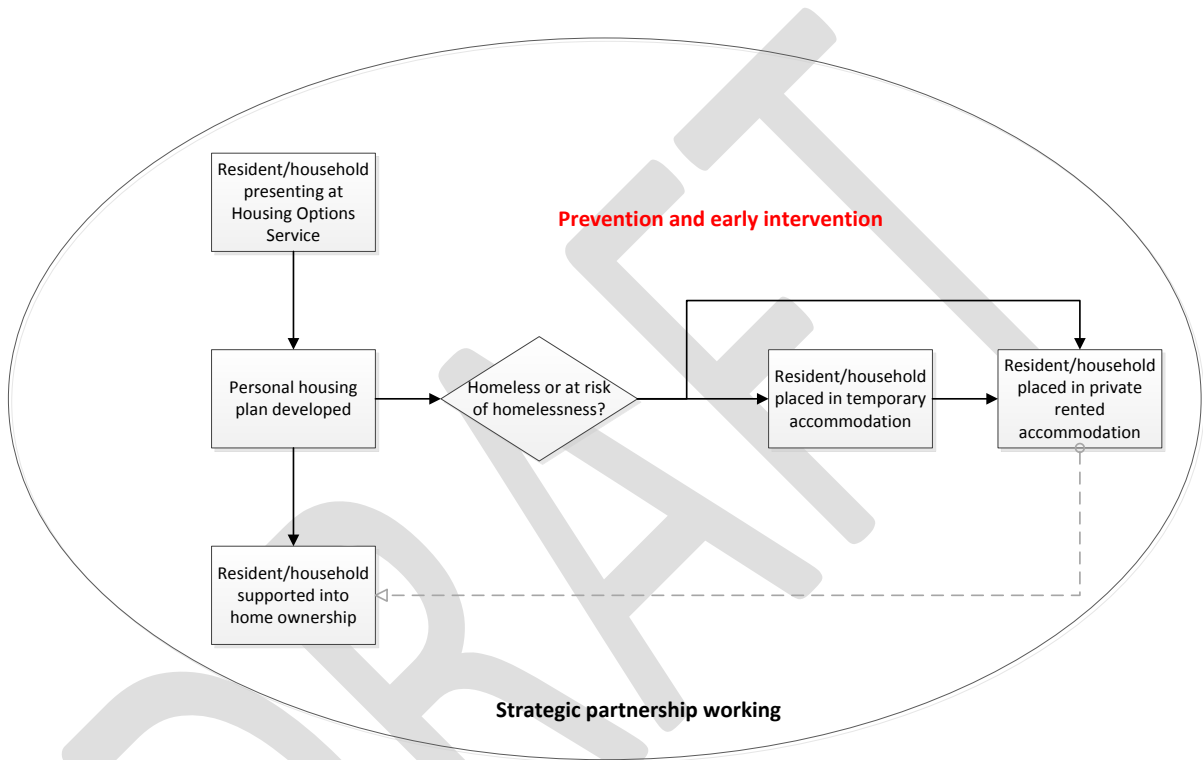 Resident/household
presenting at
Housing Options
Service
Prevention and early intervention
Personal housing
plan developed
Homeless or at risk
of homelessness?
Resident/household
placed in temporary
accommodation
Resident/household
placed in private
rented
accommodation
Resident/household
supported into
home ownership
Strategic partnership working
DRAFT